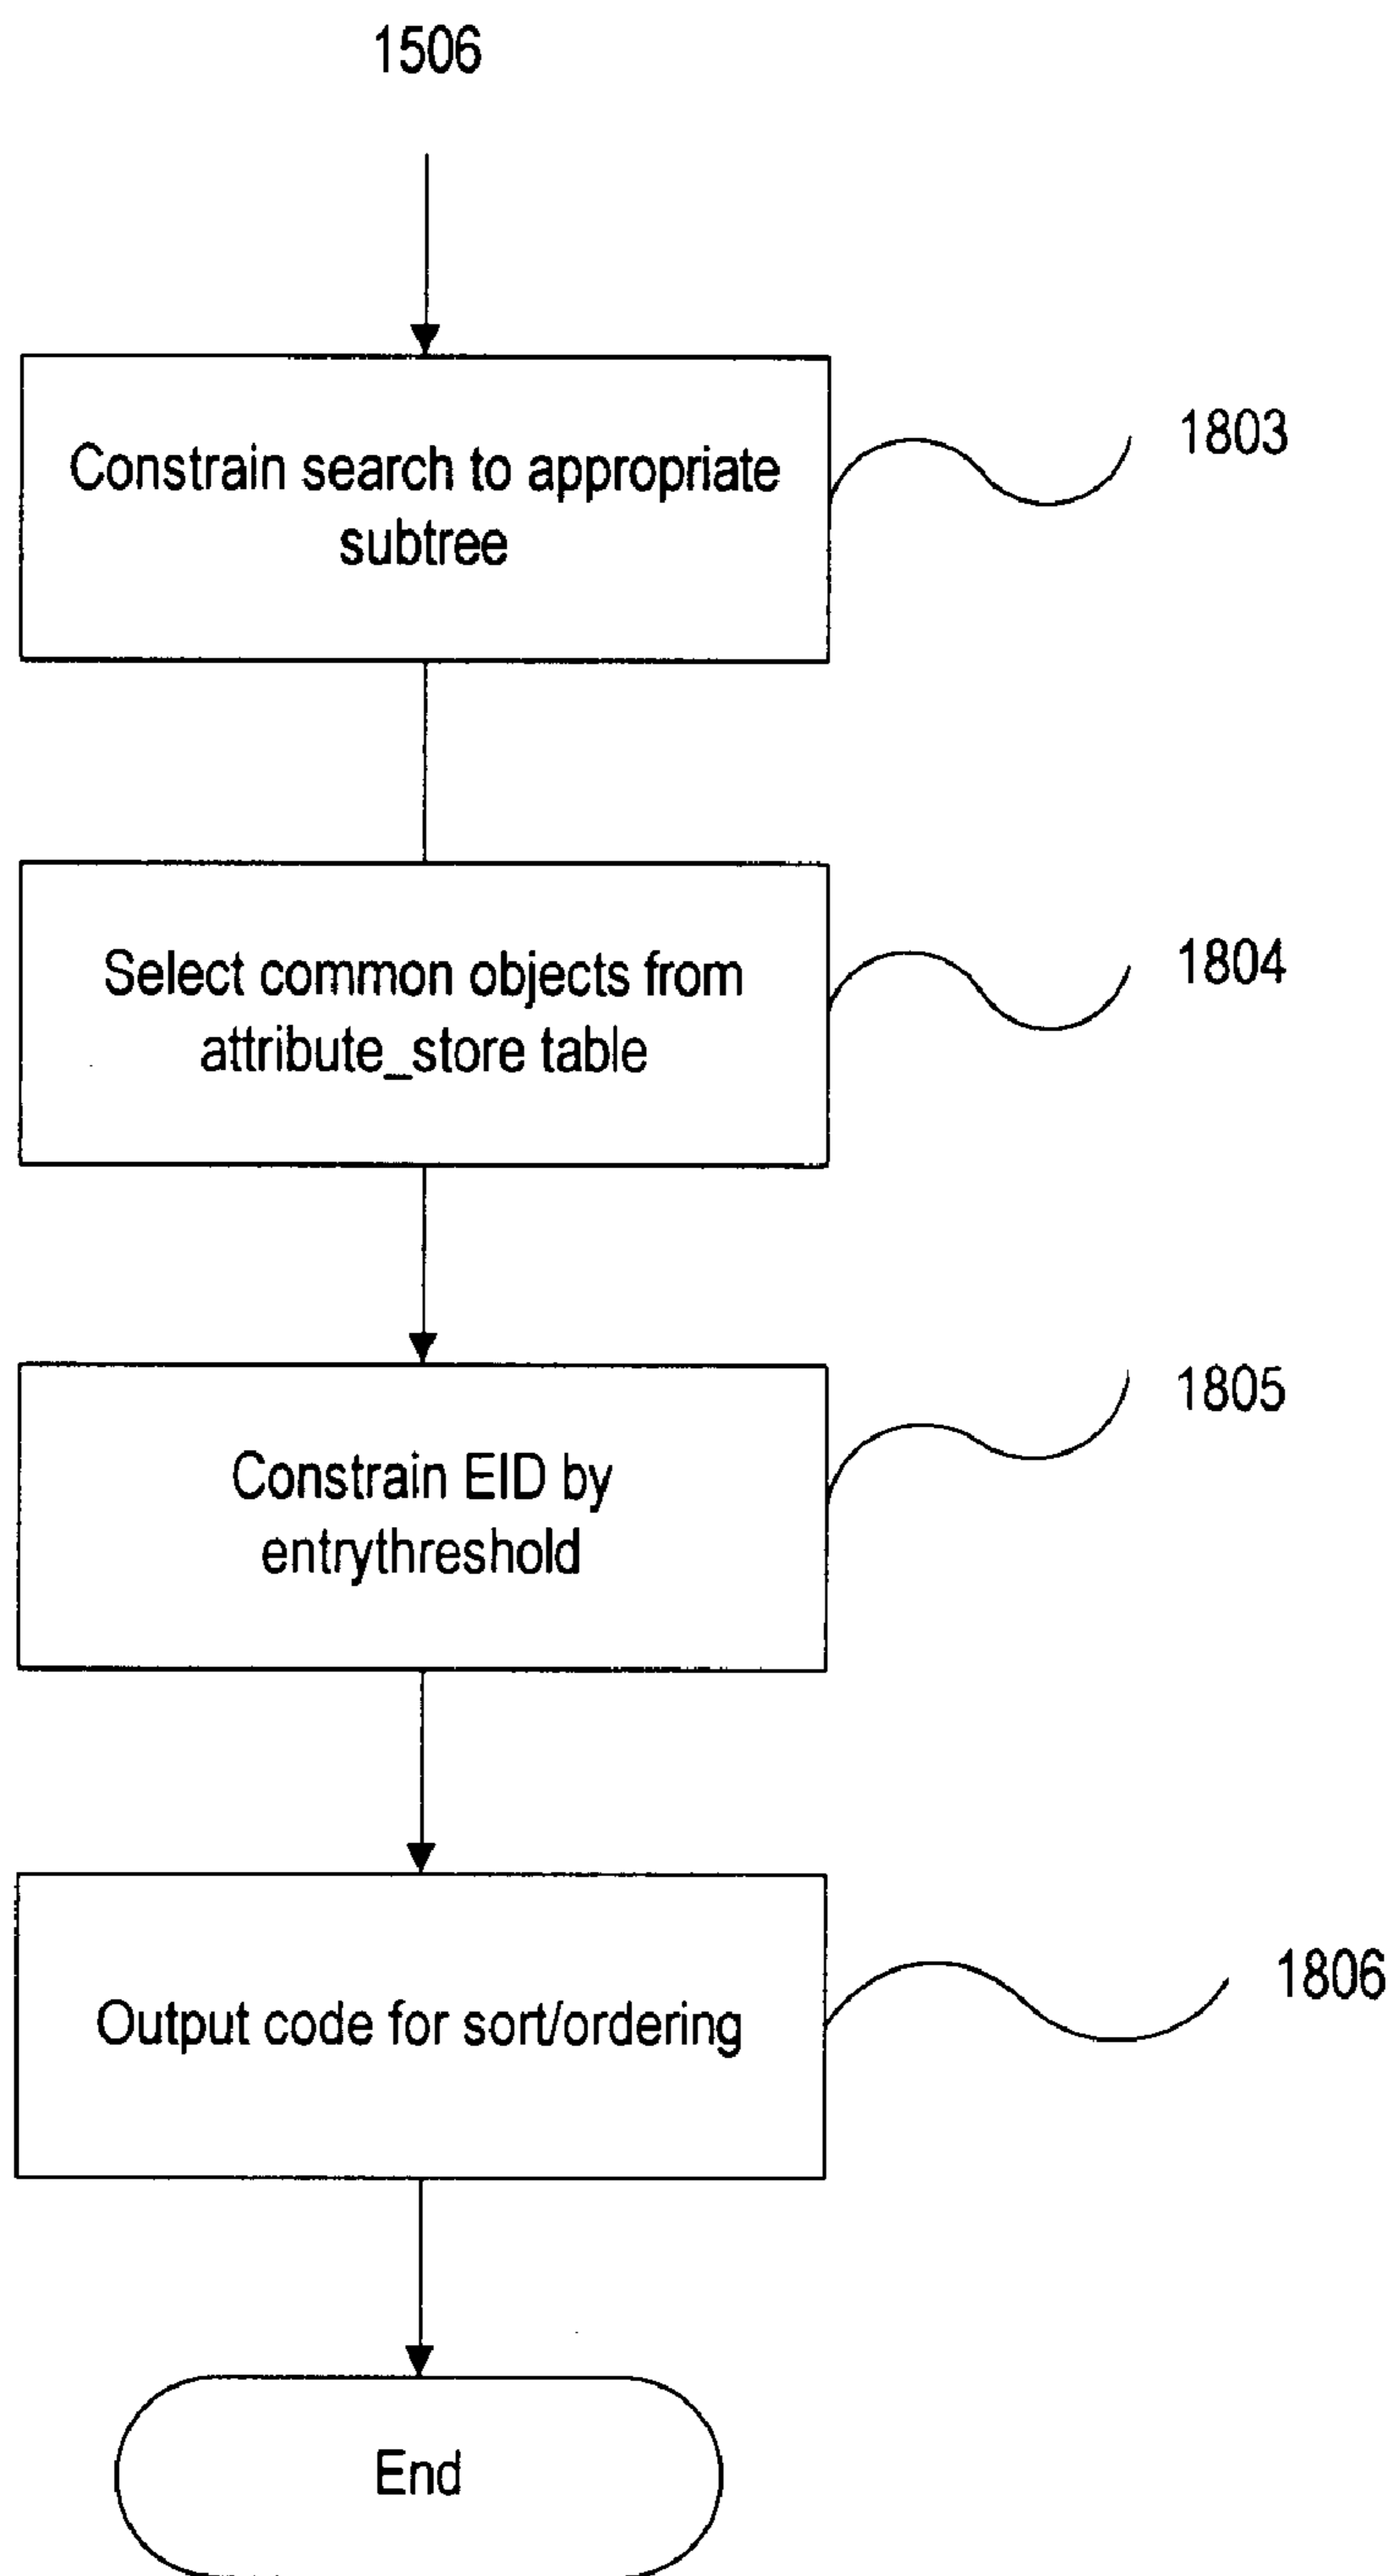 1506
Constrain search to appropriate
subtree
1803
Select common objects from
attribute_store table
1804
Constrain EID by
entrythreshold
1805
Output code for sort/ordering
1806
End